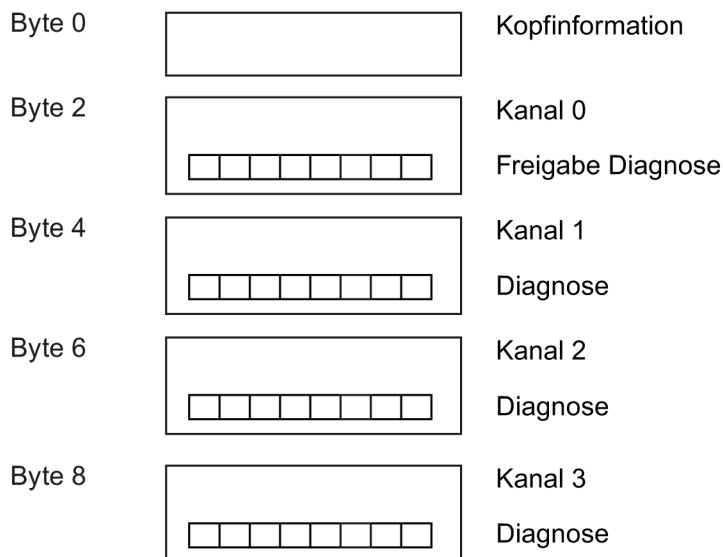 Byte 0 Kopfinformation
Byte 2 Kanal 0
Freigabe Diagnose
Byte 4 Kanal 1
Diagnose
Byte 6 Kanal 2
Diagnose
Byte 8 Kanal 3
Diagnose